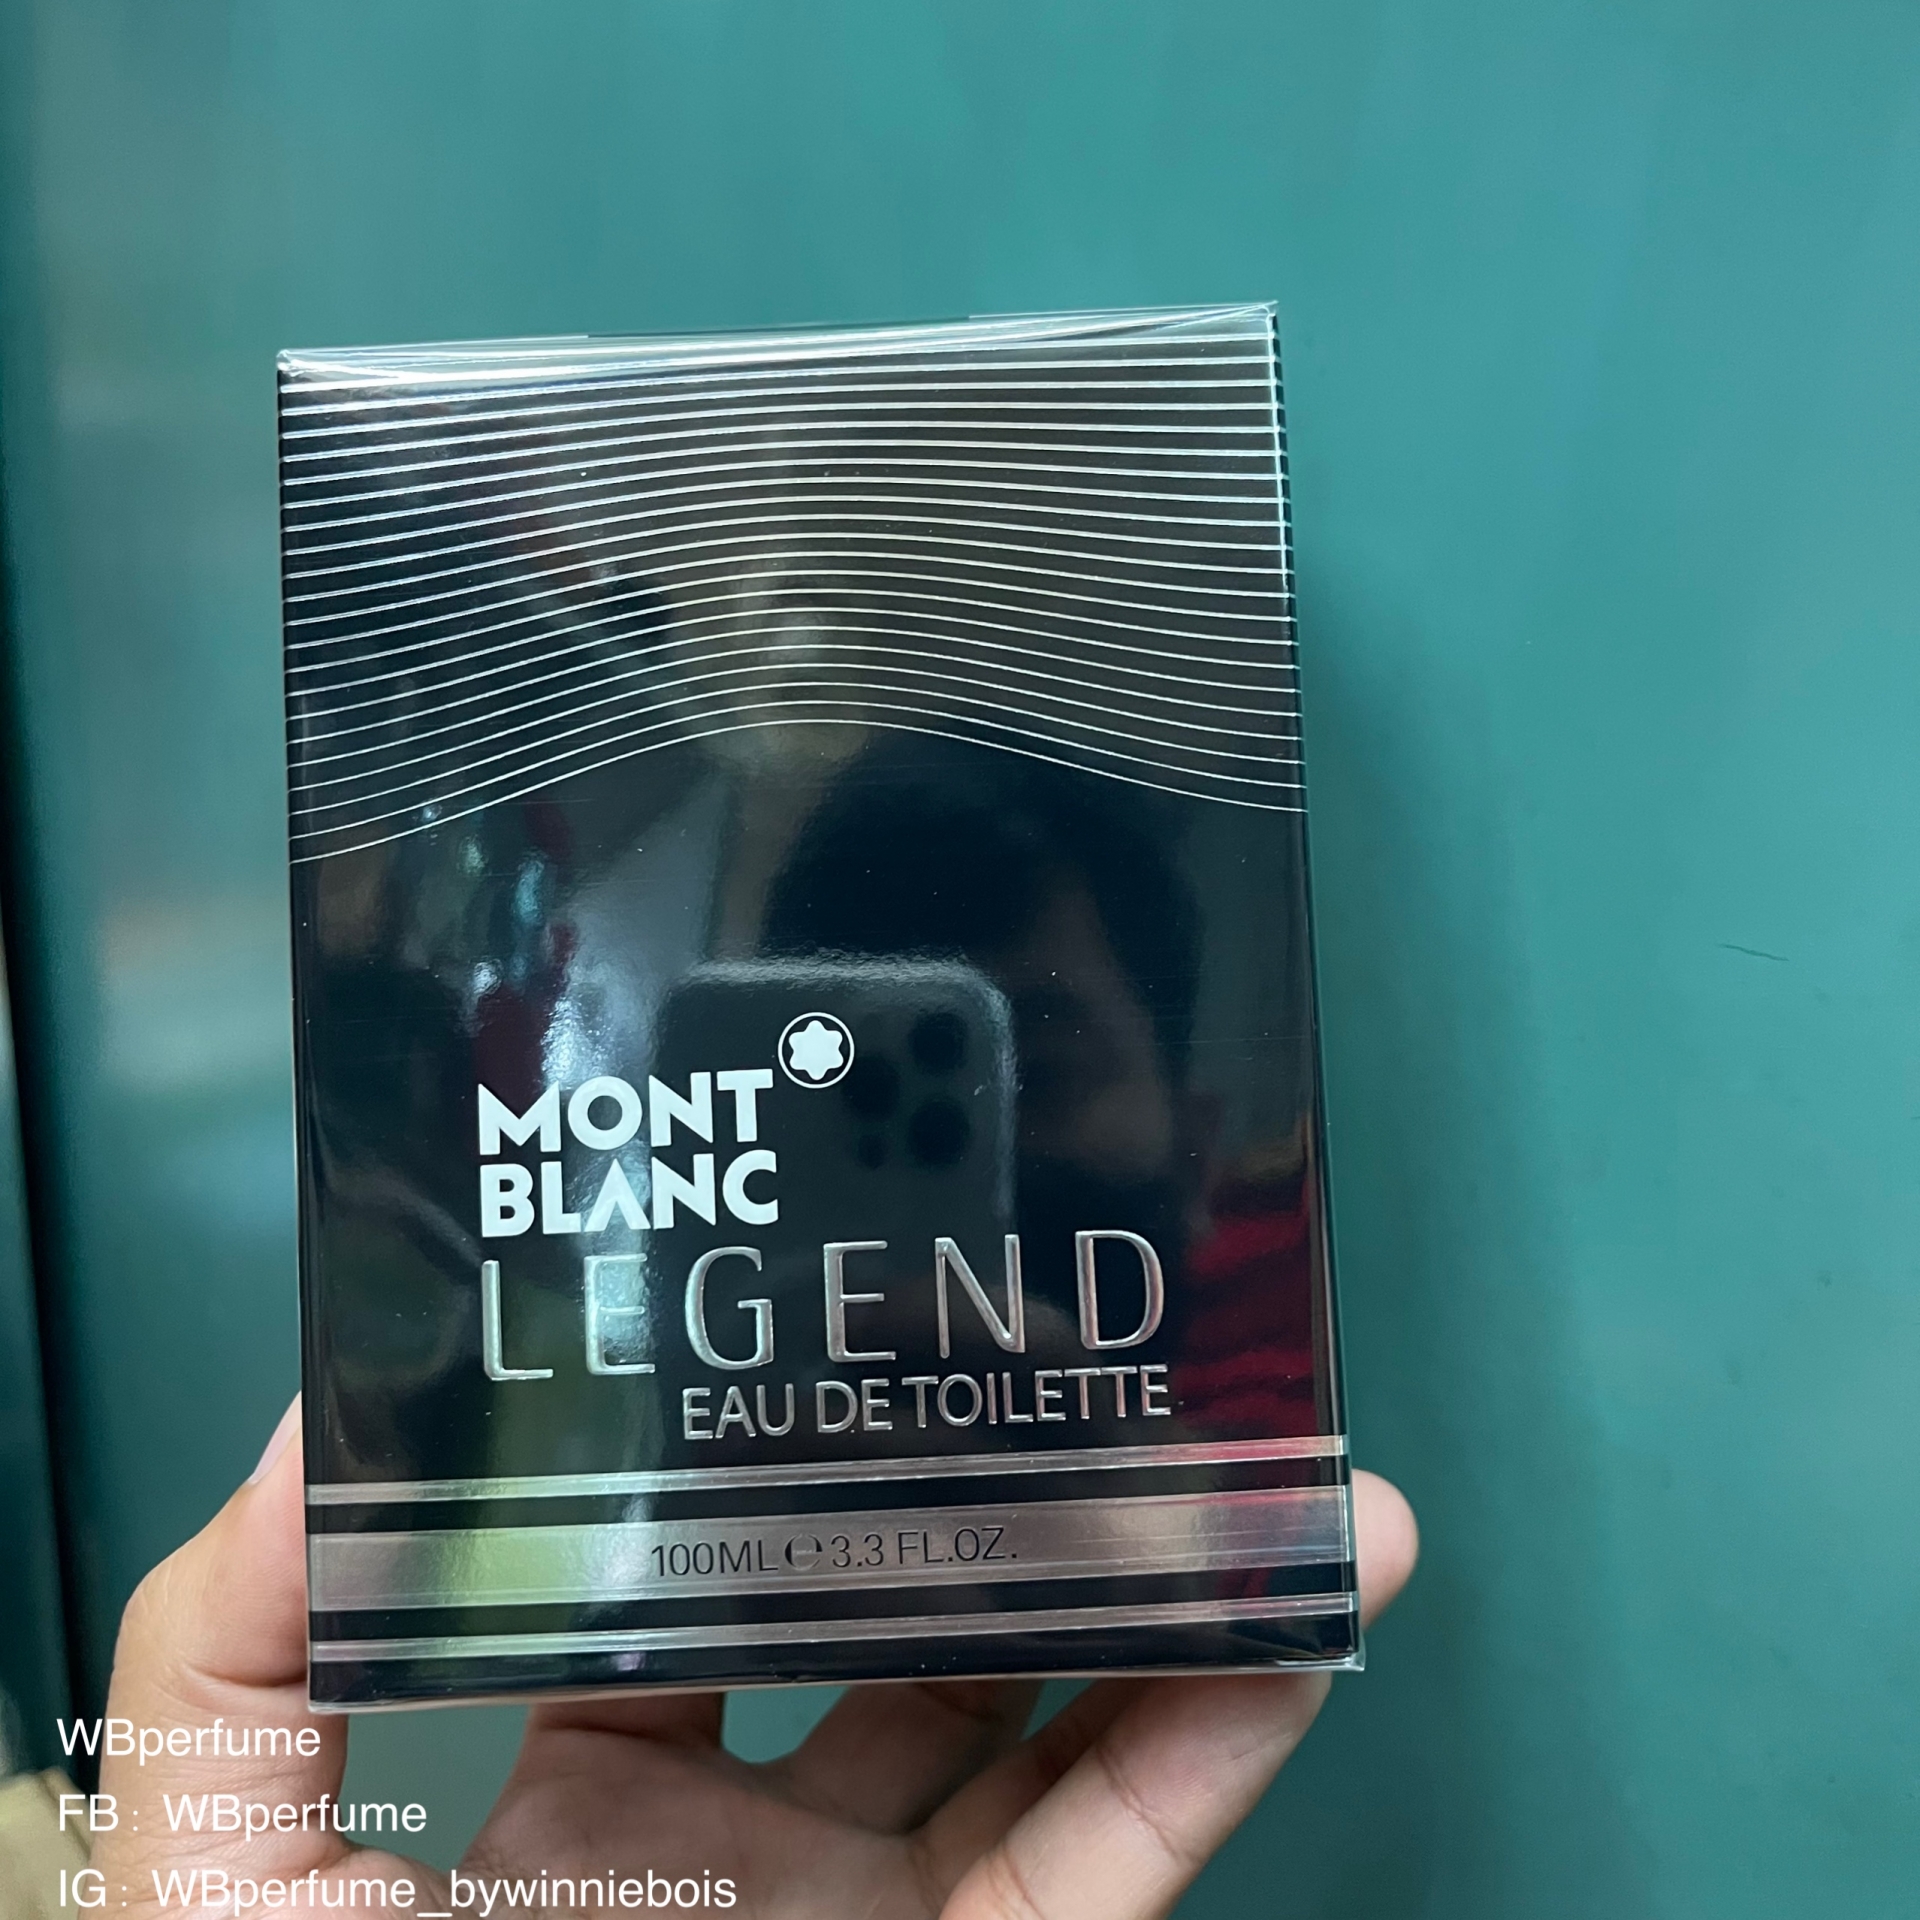 MONT
BLANC
LEGEND
EAU DE TOILETTE
100ML℮3.3 FL.OZ.
WBperfume
FB : WBperfume
IG : WBperfume_bywinniebois